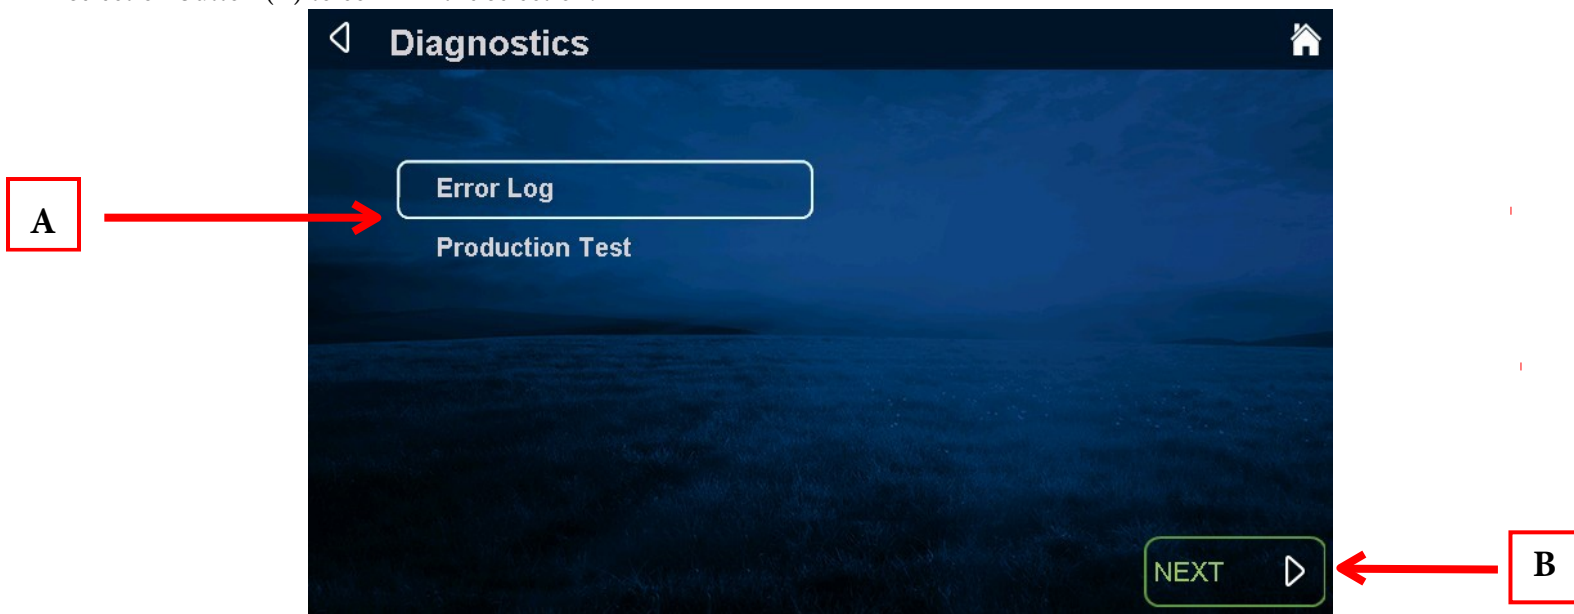 Diagnostics
Error Log
A
Production Test
NEXT
B